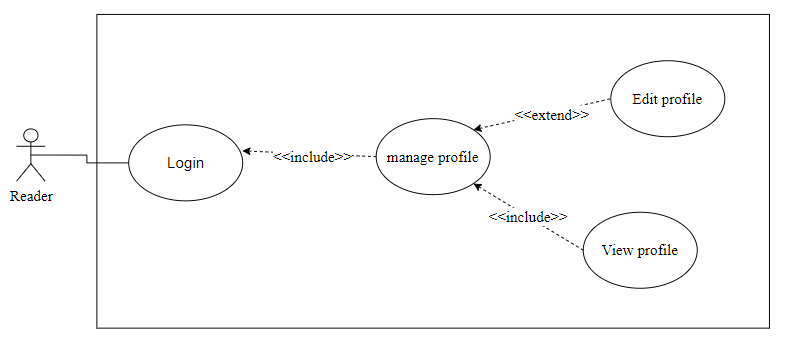 Edit profile
<<extend>>
Login
<<include>>
manage profile
Reader
<<include>>
View profile